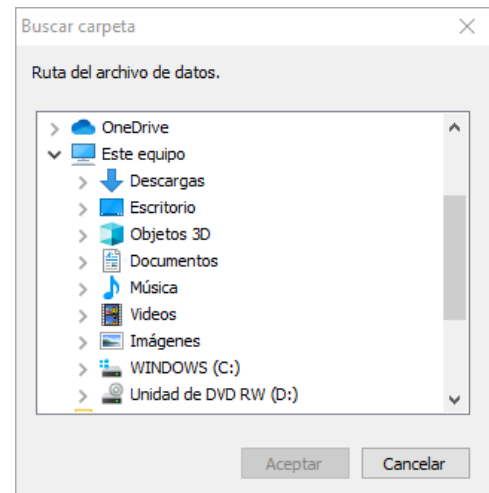 Buscar carpeta
Ruta del archivo de datos.
OneDrive
Este equipo
Descargas
Escritorio
Objetos 3D
Documentos
Música
Videos
Imágenes
WINDOWS (C:)
Unidad de DVD RW (D:)
Aceptar
Cancelar